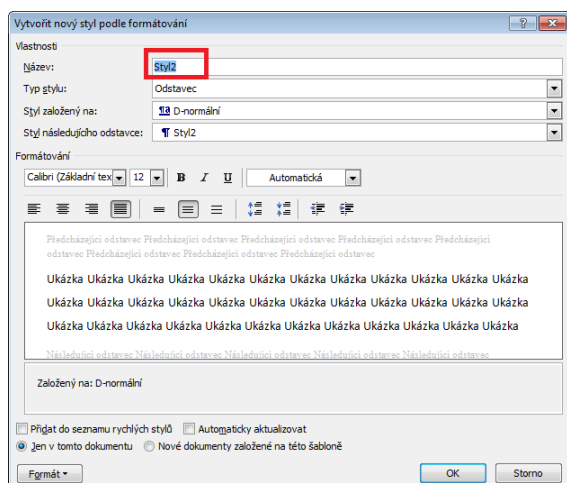 Vytvořit nový styl podle formátování
Vlastnosti
Název: Styl2
Typ stylu: Odstavec
Styl založený na: ¶a D-normální
Styl následujícího odstavce: ¶ Styl2
Formátování
Calibri (Základní tex 12 B I U Automatická
Předcházející odstavec Předcházející odstavec Předcházející odstavec Předcházející odstavec Předcházející
odstavec Předcházející odstavec Předcházející odstavec Předcházející odstavec
Ukázka Ukázka Ukázka Ukázka Ukázka Ukázka Ukázka Ukázka Ukázka Ukázka Ukázka Ukázka
Ukázka Ukázka Ukázka Ukázka Ukázka Ukázka Ukázka Ukázka Ukázka Ukázka Ukázka Ukázka
Ukázka Ukázka Ukázka Ukázka Ukázka Ukázka Ukázka Ukázka Ukázka Ukázka Ukázka Ukázka
Následující odstavec Následující odstavec Následující odstavec Následující odstavec Následující odstavec
Založený na: D-normální
Přidat do seznamu rychlých stylů Automaticky aktualizovat
Jen v tomto dokumentu Nové dokumenty založené na této šabloně
Formát OK Storno